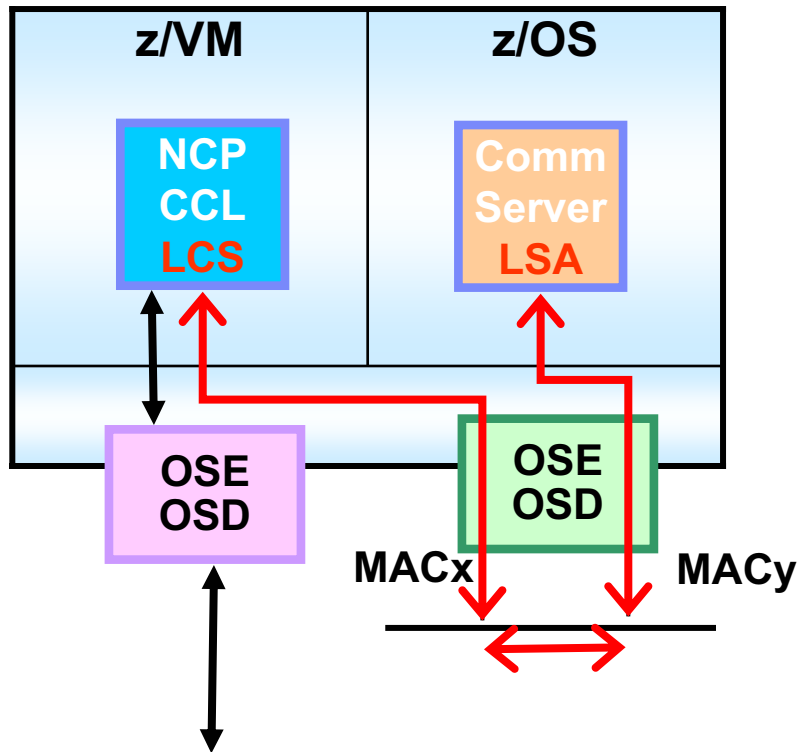 z/VM
z/OS
NCP
CCL
LCS
Comm
Server
LSA
OSE
OSD
OSE
OSD
MACx
MACy